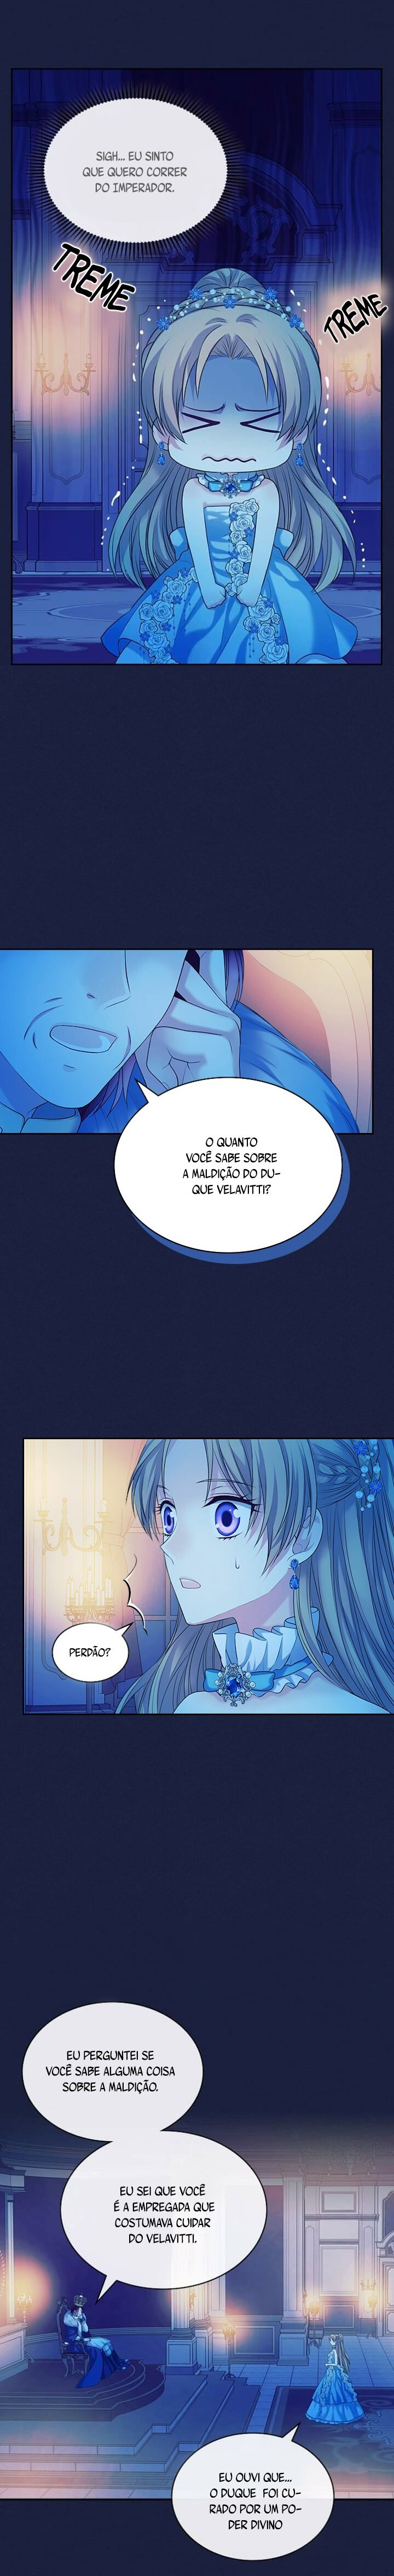 SIGH... EU SINTO
QUE QUERO CORRER
DO IMPERADOR.
TREME
TREME
O QUANTO
VOCÊ SABE SOBRE
A MALDIÇÃO DO DU-
QUE VELAVITTI?
PERDÃO?
EU PERGUNTEI SE
VOCÊ SABE ALGUMA COISA
SOBRE A MALDIÇÃO.
EU SEI QUE VOCÊ
É A EMPREGADA QUE
COSTUMAVA CUIDAR
DO VELAVITTI.
EU OUVI QUE...
O DUQUE FOI CU-
RADO POR UM PO-
DER DIVINO